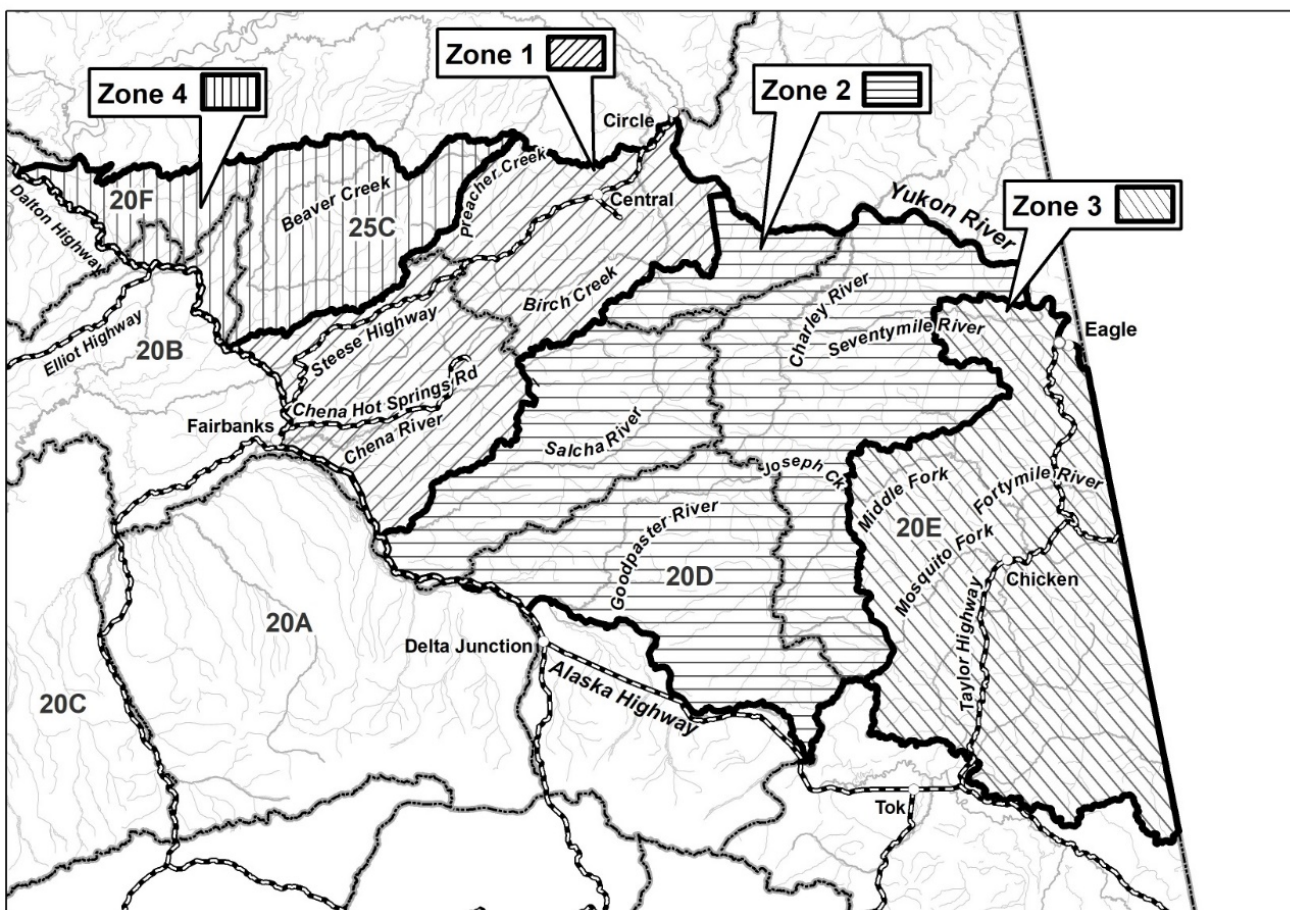 Zone 1
Zone 4
Zone 2
Circle
Zone 3
Yukon River
20F
Beaver Creek
25C
Preacher Creek
Central
Dalton Highway
Birch Creek
Charley River
Seventymile River
Eagle
Elliot Highway
20B
Steese Highway
Chena Hot Springs Rd
Fairbanks
Chena River
Salcha River
Joseph Ck
Middle Fork
Fortymile River
20E
Mosquito Fork
Goodpaster River
20D
Chicken
20A
Delta Junction
Alaska Highway
Taylor Highway
20C
Tok